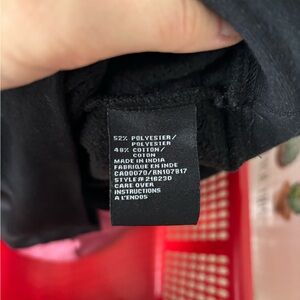 52% POLYESTER/
POLYESTER
48% COTTON/
COTON
MADE IN INDIA
FABRIQUE EN INDE
CA00070/RN107817
STYLE# 21623D
CARE OVER
INSTRUCTIONS
A L'ENDOS